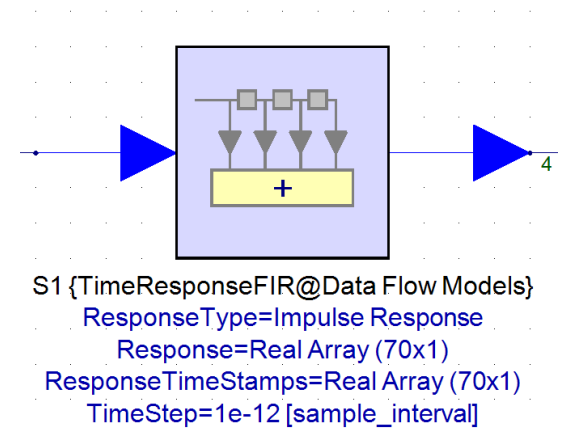 +
4
S1 {TimeResponseFIR@Data Flow Models}
ResponseType=Impulse Response
Response=Real Array (70x1)
ResponseTimeStamps=Real Array (70x1)
TimeStep=1e-12 [sample_interval]